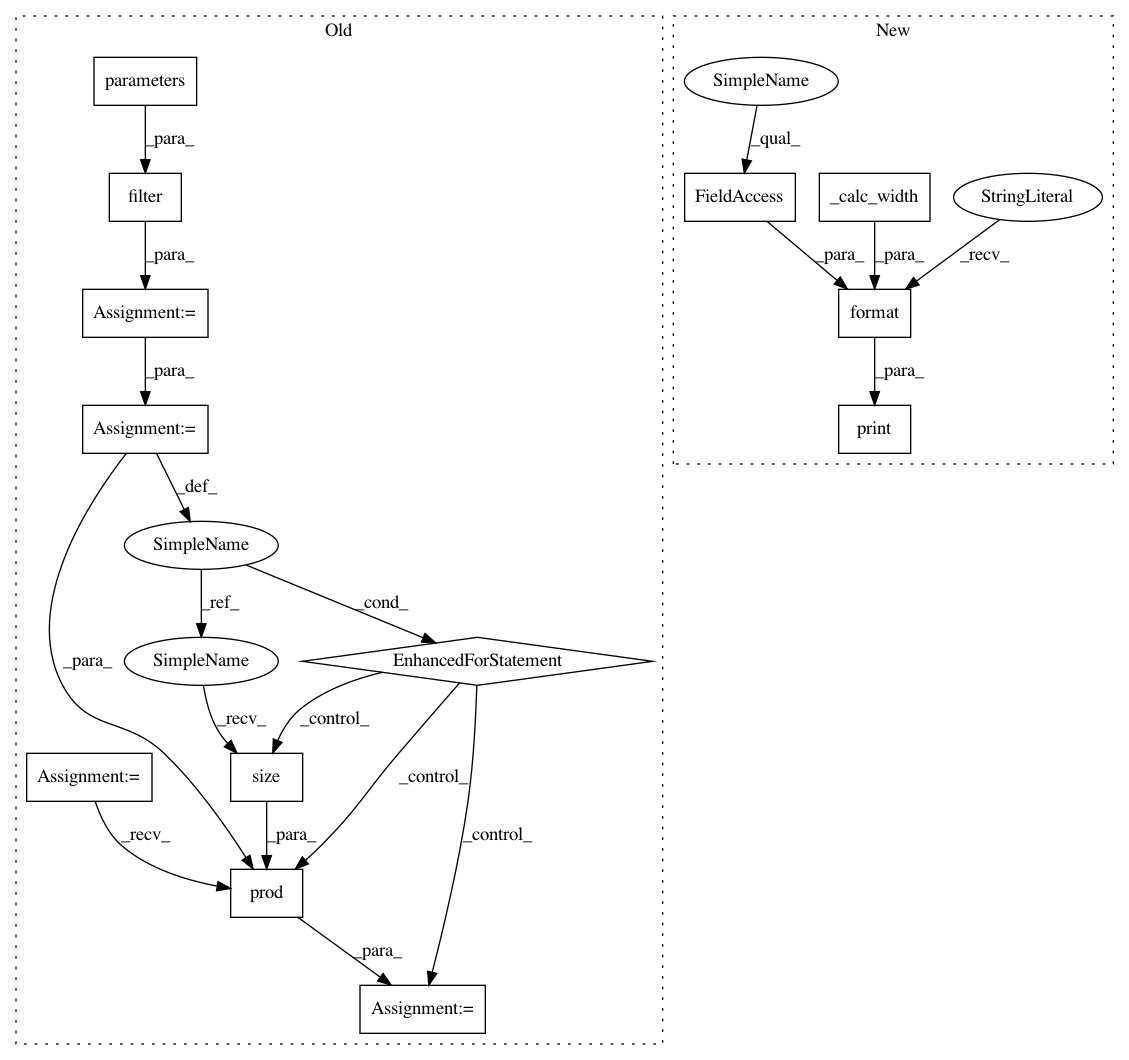 Old
New
parameters
SimpleName
_para_
_qual_
filter
FieldAccess
_calc_width
StringLiteral
_para_
_para_
_para_
_recv_
Assignment:=
format
_para_
_para_
Assignment:=
print
_def_
SimpleName
_ref_
_cond_
_para_
SimpleName
EnhancedForStatement
_recv_
_control_
Assignment:=
size
_control_
_recv_
_para_
_control_
prod
_para_
Assignment:=